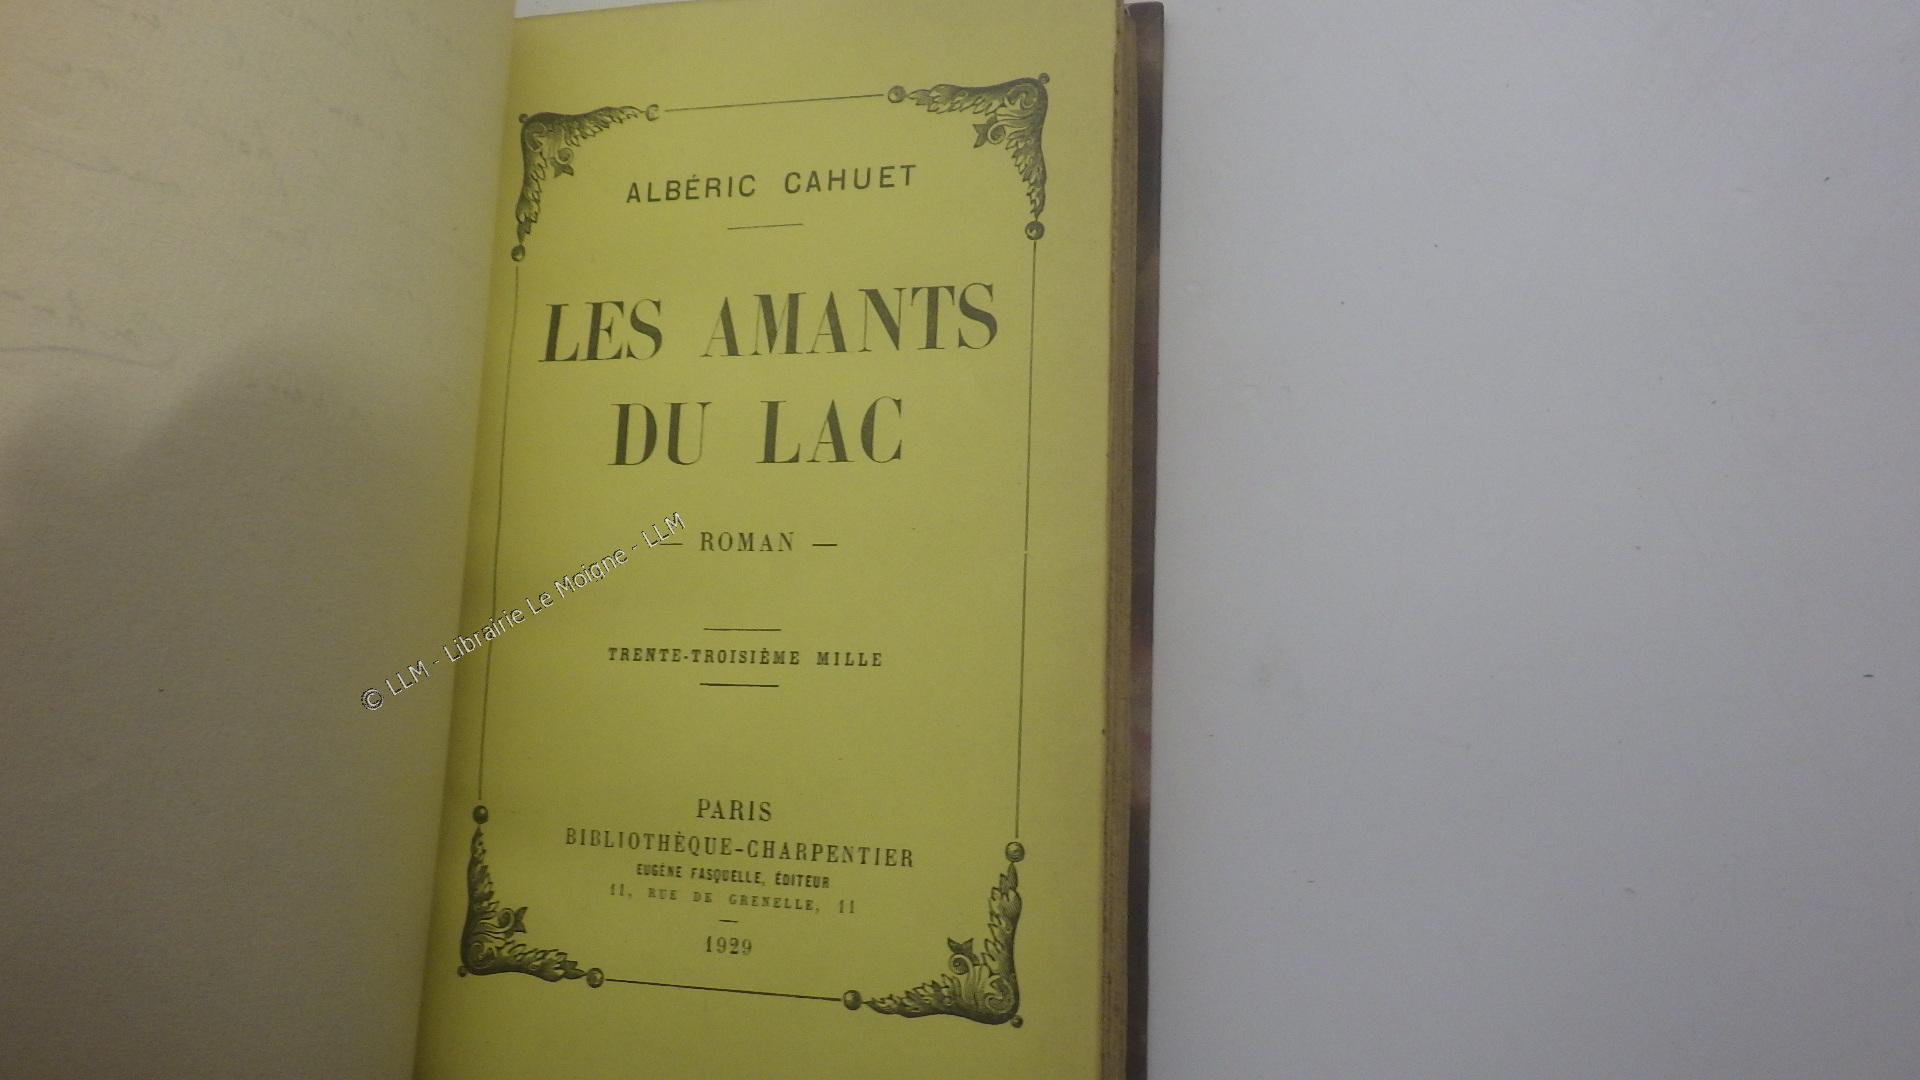 ALBÉRIC CAHUET
LES AMANTS
DU LAC
— ROMAN —
TRENTE-TROISIÈME MILLE
PARIS
BIBLIOTHÈQUE-CHARPENTIER
EUGÈNE FASQUELLE, ÉDITEUR
11, RUE DE GRENELLE, 11
1929
© LLM - Librairie Le Moigne - LLM